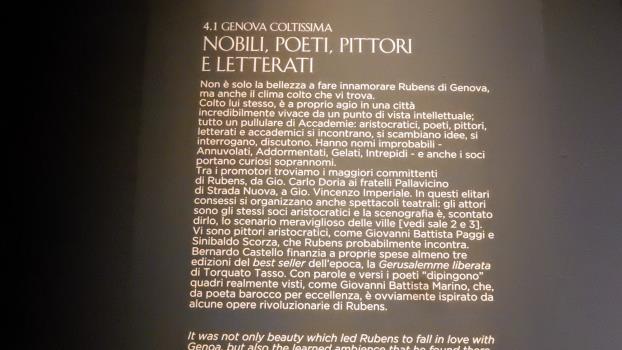 4.1 GENOVA COLTISSIMA
NOBILI, POETI, PITTORI
E LETTERATI
Non è solo la bellezza a fare innamorare Rubens di Genova,
ma anche il clima colto che vi trova.
Colto lui stesso, è a proprio agio in una città
incredibilmente vivace da un punto di vista intellettuale;
tutto un pullulare di Accademie: aristocratici, poeti, pittori,
letterati e accademici si incontrano, si scambiano idee, si
interrogano, discutono. Hanno nomi improbabili -
Annuvolati, Addormentati, Gelati, Intrepidi - e anche i soci
portano curiosi soprannomi.
Tra i promotori troviamo i maggiori committenti
di Rubens, da Gio. Carlo Doria ai fratelli Pallavicino
di Strada Nuova, a Gio. Vincenzo Imperiale. In questi elitari
consessi si organizzano anche spettacoli teatrali: gli attori
sono gli stessi soci aristocratici e la scenografia è, scontato
dirlo, lo scenario meraviglioso delle ville [vedi sale 2 e 3].
Vi sono pittori aristocratici, come Giovanni Battista Paggi e
Sinibaldo Scorza, che Rubens probabilmente incontra.
Bernardo Castello finanzia a proprie spese almeno tre
edizioni del best seller dell'epoca, la Gerusalemme liberata
di Torquato Tasso. Con parole e versi i poeti “dipingono”
quadri realmente visti, come Giovanni Battista Marino, che,
da poeta barocco per eccellenza, è ovviamente ispirato da
alcune opere rivoluzionarie di Rubens.
It was not only beauty which led Rubens to fall in love with
Genoa, but also the learned ambience that he found there.